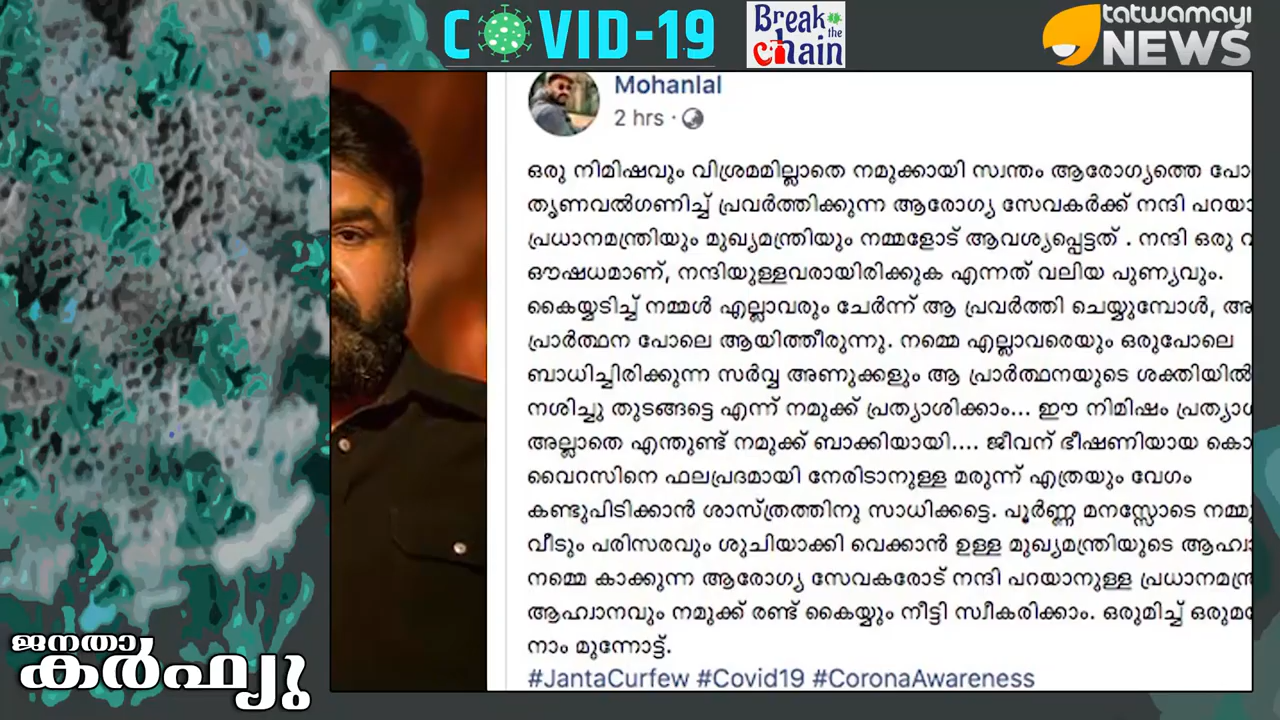 COVID-19
Break the chain
tatwamayi
NEWS
Mohanlal
2 hrs ·
ഒരു നിമിഷവും വിശ്രമമില്ലാതെ നമുക്കായി സ്വന്തം ആരോഗ്യത്തെ
തൃണവൽഗണിച്ച് പ്രവർത്തിക്കുന്ന ആരോഗ്യ സേവകർക്ക് നന്ദി
പ്രധാനമന്ത്രിയും മുഖ്യമന്ത്രിയും നമ്മളോട് ആവശ്യപ്പെട്ടത് . നന്ദി ഒരു
ഔഷധമാണ്, നന്ദിയുള്ളവരായിരിക്കുക എന്നത് വലിയ പുണ്യവും.
കൈയ്യടിച്ച് നമ്മൾ എല്ലാവരും ചേർന്ന് ആ പ്രവർത്തി ചെയ്യുമ്പോൾ,
പ്രാർത്ഥന പോലെ ആയിത്തീരുന്നു. നമ്മെ എല്ലാവരെയും ഒരുപോലെ
ബാധിച്ചിരിക്കുന്ന സർവ്വ അണുക്കളും ആ പ്രാർത്ഥനയുടെ ശക്തിയിൽ
നശിച്ചു തുടങ്ങട്ടെ എന്ന് നമുക്ക് പ്രത്യാശിക്കാം... ഈ നിമിഷം
അല്ലാതെ എന്തുണ്ട് നമുക്ക് ബാക്കിയായി.... ജീവന് ഭീഷണിയായ
വൈറസിനെ ഫലപ്രദമായി നേരിടാനുള്ള മരുന്ന് എത്രയും വേഗം
കണ്ടുപിടിക്കാൻ ശാസ്ത്രത്തിനു സാധിക്കട്ടെ. പൂർണ്ണ മനസ്സോടെ
വീടും പരിസരവും ശുചിയാക്കി വെക്കാൻ ഉള്ള മുഖ്യമന്ത്രിയുടെ
നമ്മെ കാക്കുന്ന ആരോഗ്യ സേവകരോട് നന്ദി പറയാനുള്ള
ആഹ്വാനവും നമുക്ക് രണ്ട് കൈയ്യും നീട്ടി സ്വീകരിക്കാം. ഒരുമിച്ച്
നാം മുന്നോട്ട്.
#JantaCurfew #Covid19 #CoronaAwareness
ജനതാ
കർഫ്യു